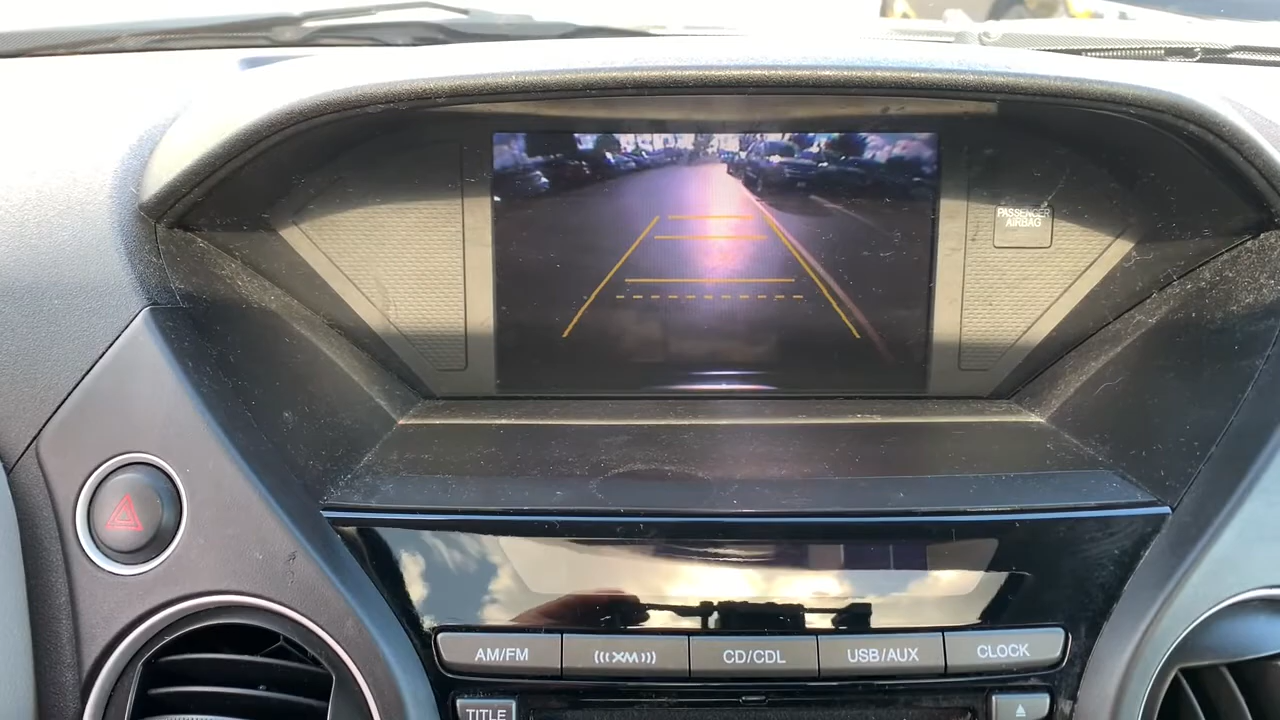 PASSENGER
AIRBAG
AM/FM
XM
CD/CDL
USB/AUX
CLOCK
TITLE